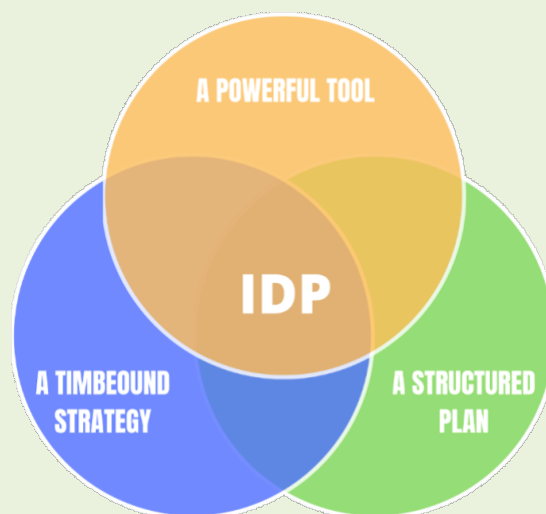 A POWERFUL TOOL
IDP
A TIMBEOUND
STRATEGY
A STRUCTURED
PLAN